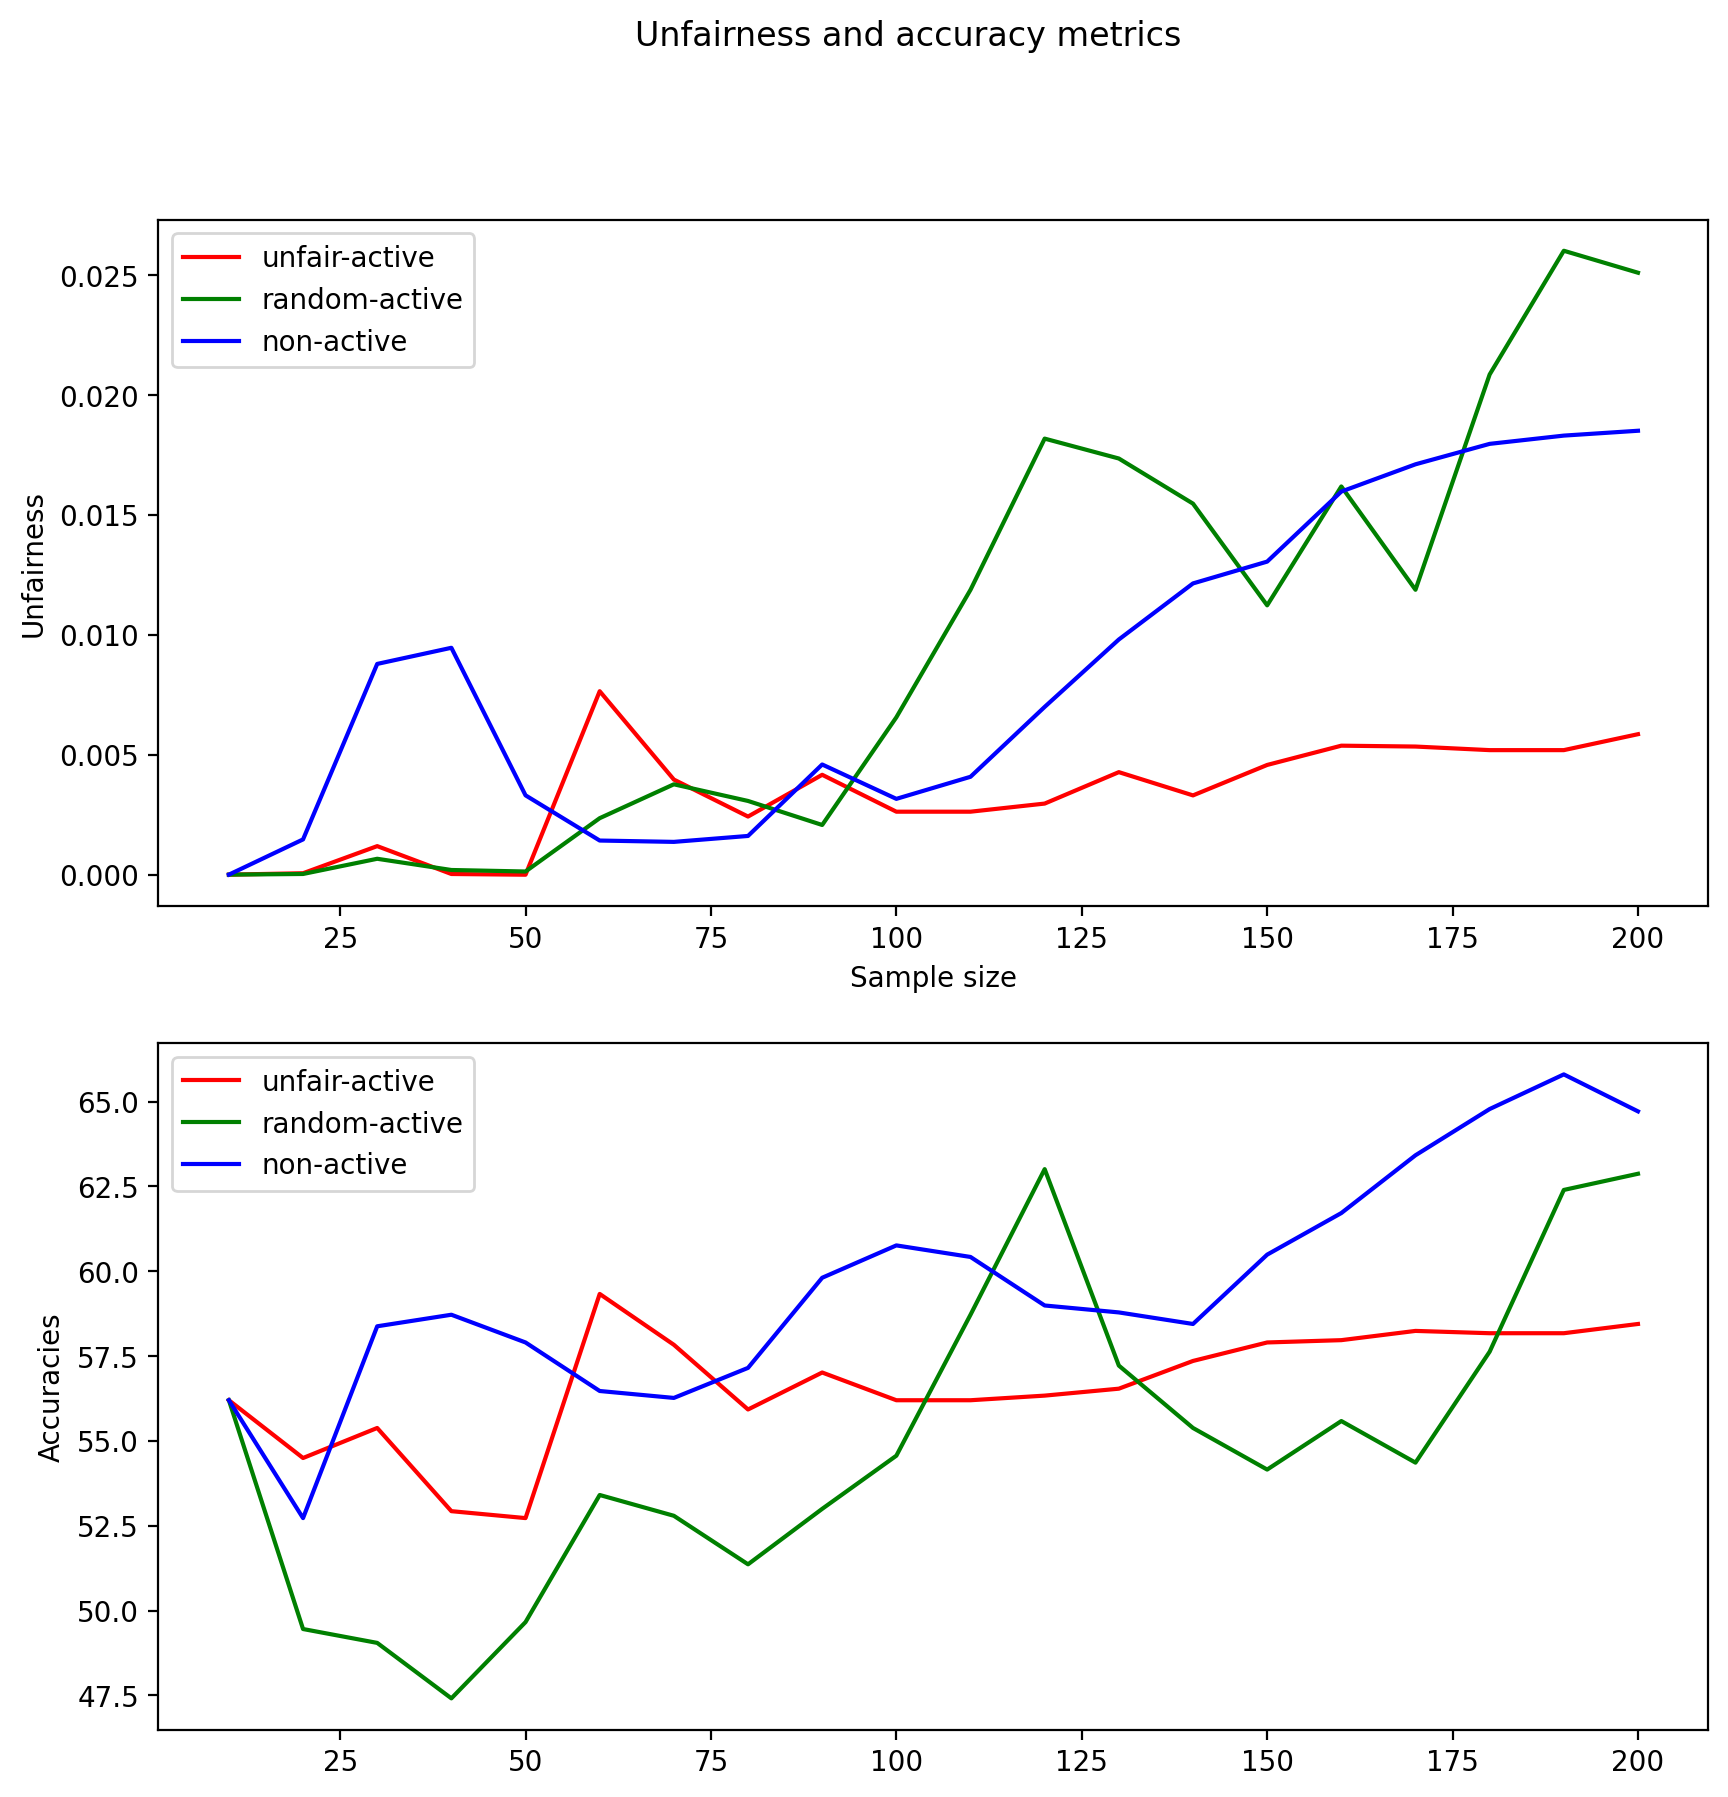 Unfairness and accuracy metrics
unfair-active
random-active
non-active
0.025
0.020
0.015
0.010
0.005
0.000
Unfairness
25 50 75 100 125 150 175 200
Sample size
unfair-active
random-active
non-active
65.0
62.5
60.0
57.5
55.0
52.5
50.0
47.5
Accuracies
25 50 75 100 125 150 175 200